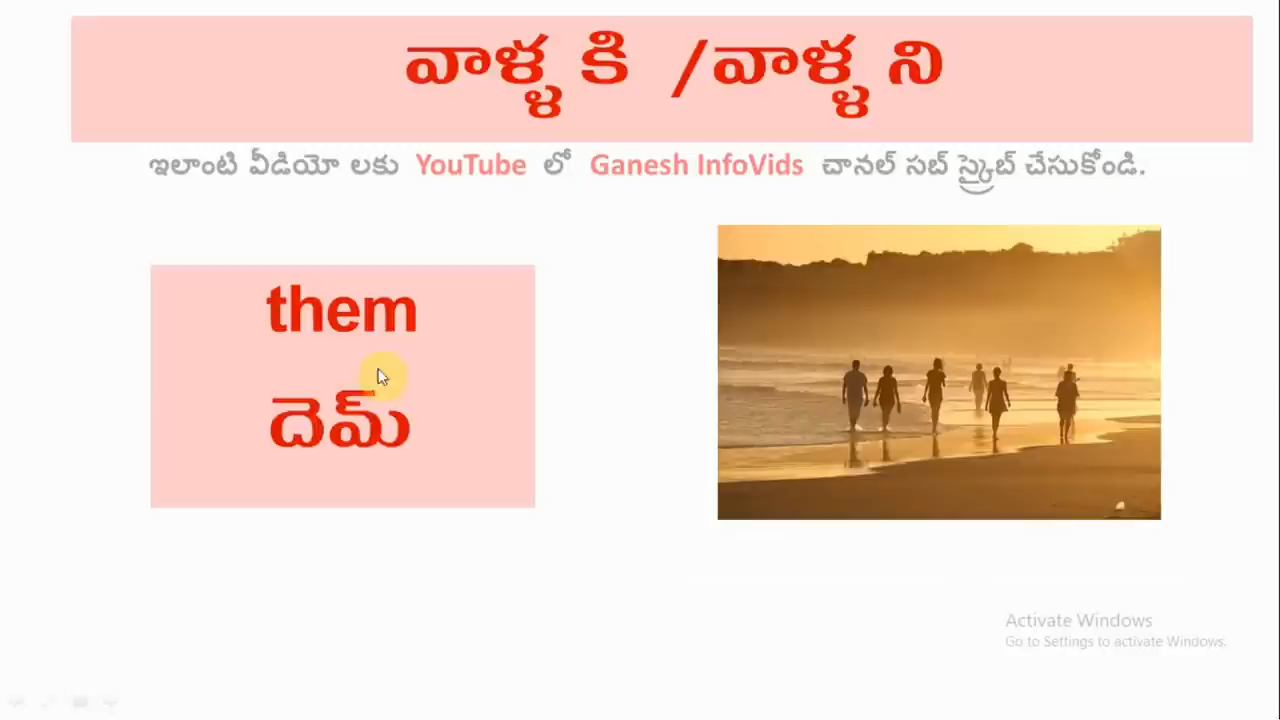 వాళ్ళ కి /వాళ్ళ ని
ఇలాంటి వీడియో లకు YouTube లో Ganesh InfoVids చానల్ సబ్ స్క్రైబ్ చేసుకోండి.
them
దెమ్
Activate Windows
Go to Settings to activate Windows.